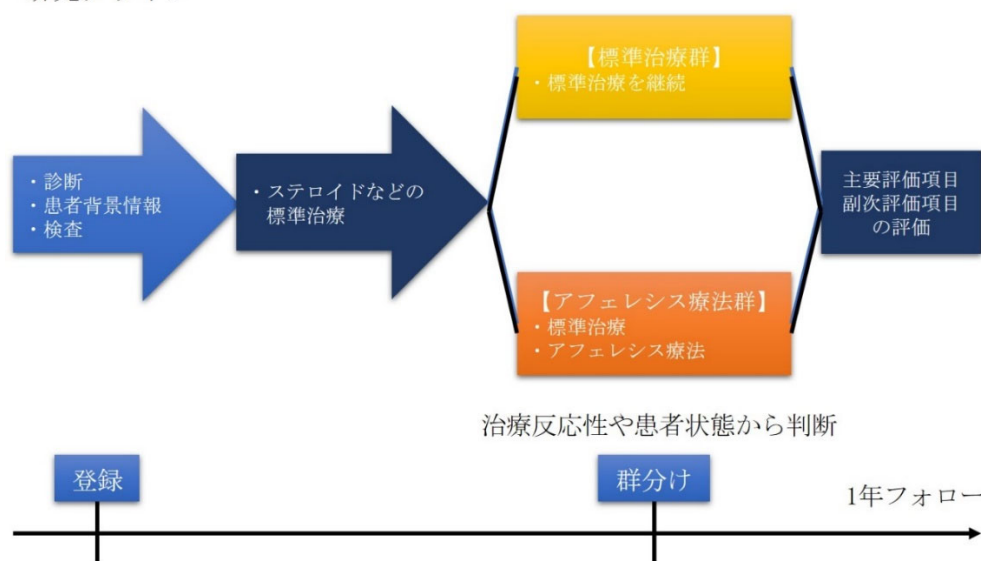 ・診断
・患者背景情報
・検査
・ステロイドなどの
標準治療
【標準治療群】
・標準治療を継続
【アフェレシス療法群】
・標準治療
・アフェレシス療法
主要評価項目
副次評価項目
の評価
治療反応性や患者状態から判断
登録
群分け
1年フォロー